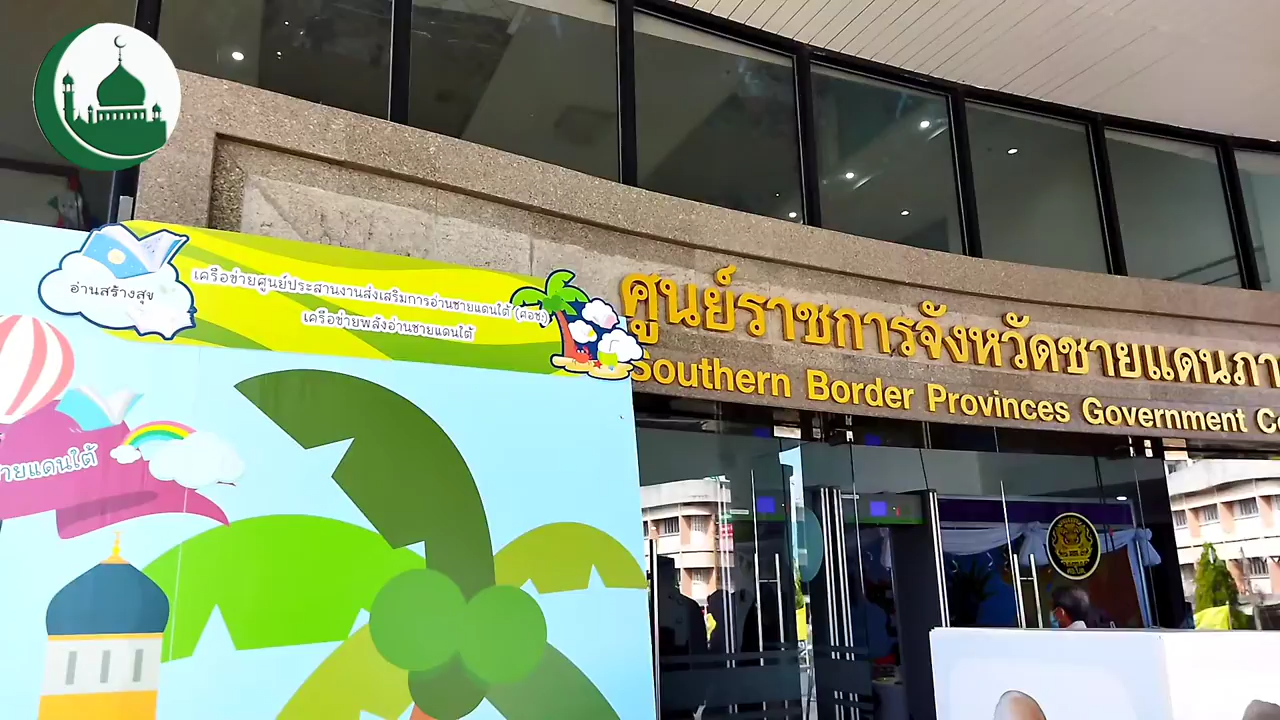 อ่านสร้างสุข
เครือข่ายศูนย์ประสานงานส่งเสริมการอ่านชายแดนใต้ (ศอช.)
เครือข่ายพลังอ่านชายแดนใต้
ศูนย์ราชการจังหวัดชายแดนภา
Southern Border Provinces Government Ce
ายแดนใต้